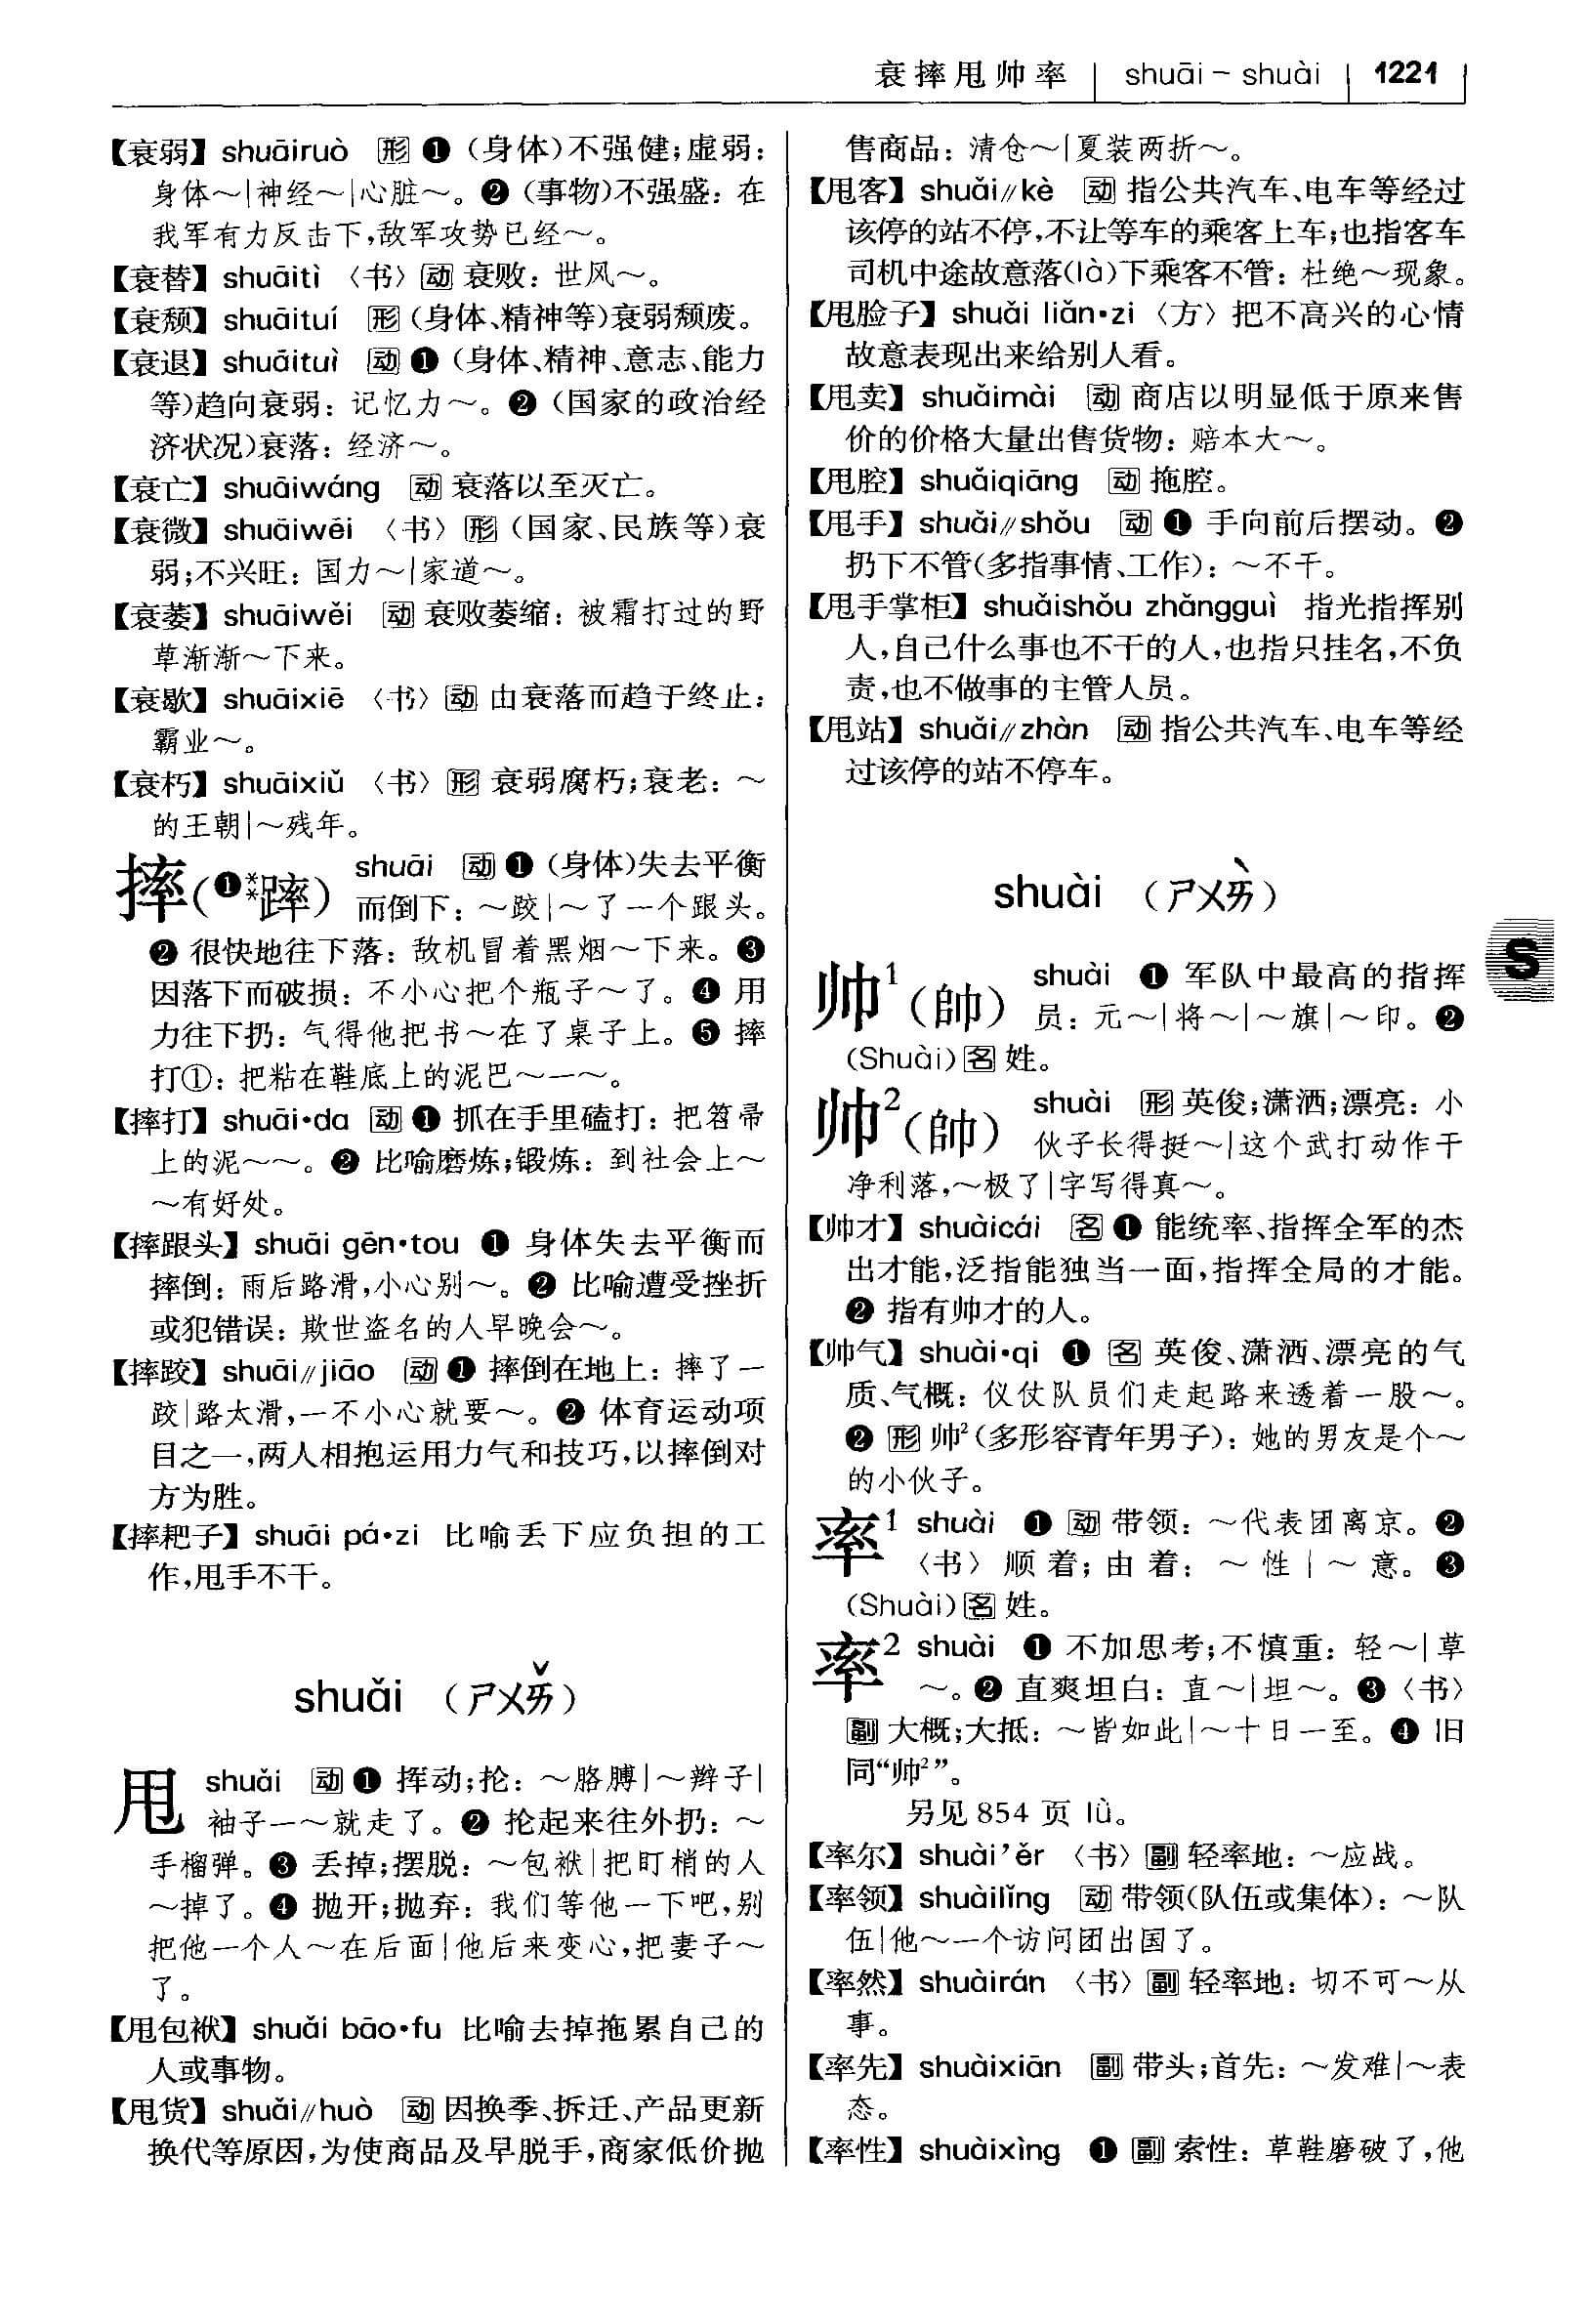 衰摔甩帅率 | shuāi – shuài | 1221
【衰弱】 shuāiruò 形 ❶ (身体)不强健;虚弱:
身体～|神经～|心脏～。❷ (事物)不强盛: 在
我军有力反击下,敌军攻势已经～。
【衰替】 shuāitì 〈书〉 动 衰败: 世风～。
【衰颓】 shuāituí 形 (身体、精神等)衰弱颓废。
【衰退】 shuāituì 动 ❶ (身体、精神、意志、能力
等)趋向衰弱: 记忆力～。❷ (国家的政治经
济状况)衰落: 经济～。
【衰亡】 shuāiwáng 动 衰落以至灭亡。
【衰微】 shuāiwēi 〈书〉 形 (国家、民族等)衰
弱;不兴旺: 国力～|家道～。
【衰萎】 shuāiwěi 动 衰败萎缩: 被霜打过的野
草渐渐～下来。
【衰歇】 shuāixiē 〈书〉 动 由衰落而趋于终止:
霸业～。
【衰朽】 shuāixiǔ 〈书〉 形 衰弱腐朽;衰老: ～
的王朝|～残年。
摔(❶**踤) shuāi 动 ❶ (身体)失去平衡
而倒下: ～跤|～了一个跟头。
❷ 很快地往下落: 敌机冒着黑烟～下来。❸
因落下而破损: 不小心把个瓶子～了。❹ 用
力往下扔: 气得他把书～在了桌子上。❺ 摔
打①: 把粘在鞋底上的泥巴～一～。
【摔打】 shuāi•da 动 ❶ 抓在手里磕打: 把笤帚
上的泥～～。❷ 比喻磨炼;锻炼: 到社会上～
～有好处。
【摔跟头】 shuāi gēn•tou ❶ 身体失去平衡而
摔倒: 雨后路滑,小心别～。❷ 比喻遭受挫折
或犯错误: 欺世盗名的人早晚会～。
【摔跤】 shuāi//jiāo 动 ❶ 摔倒在地上: 摔了一
跤|路太滑,一不小心就要～。❷ 体育运动项
目之一,两人相抱运用力气和技巧,以摔倒对
方为胜。
【摔耙子】 shuāi pá•zi 比喻丢下应负担的工
作,甩手不干。
shuǎi (ㄕㄨㄞˇ)
甩 shuǎi 动 ❶ 挥动;抡: ～胳膊|～辫子|
袖子一～就走了。❷ 抡起来往外扔: ～
手榴弹。❸ 丢掉;摆脱: ～包袱|把盯梢的人
～掉了。❹ 抛开;抛弃: 我们等他一下吧,别
把他一个人～在后面|他后来变心,把妻子～
了。
【甩包袱】 shuǎi bāo•fu 比喻去掉拖累自己的
人或事物。
【甩货】 shuǎi//huò 动 因换季、拆迁、产品更新
换代等原因,为使商品及早脱手,商家低价抛
售商品: 清仓～|夏装两折～。
【甩客】 shuǎi//kè 动 指公共汽车、电车等经过
该停的站不停,不让等车的乘客上车;也指客车
司机中途故意落(là)下乘客不管: 杜绝～现象。
【甩脸子】 shuǎi liǎn•zi 〈方〉 把不高兴的心情
故意表现出来给别人看。
【甩卖】 shuǎimài 动 商店以明显低于原来售
价的价格大量出售货物: 赔本大～。
【甩腔】 shuǎiqiāng 动 拖腔。
【甩手】 shuǎi//shǒu 动 ❶ 手向前后摆动。❷
扔下不管(多指事情、工作): ～不干。
【甩手掌柜】 shuǎishǒu zhǎngguì 指光指挥别
人,自己什么事也不干的人,也指只挂名,不负
责,也不做事的主管人员。
【甩站】 shuǎi//zhàn 动 指公共汽车、电车等经
过该停的站不停车。
shuài (ㄕㄨㄞˋ)
S
帅¹(帥) shuài ❶ 军队中最高的指挥
员: 元～|将～|～旗|～印。❷
(Shuài) 名 姓。
帅²(帥) shuài 形 英俊;潇洒;漂亮: 小
伙子长得挺～|这个武打动作干
净利落,～极了|字写得真～。
【帅才】 shuàicái 名 ❶ 能统率、指挥全军的杰
出才能,泛指能独当一面,指挥全局的才能。
❷ 指有帅才的人。
【帅气】 shuài•qi ❶ 名 英俊、潇洒、漂亮的气
质、气概: 仪仗队员们走起路来透着一股～。
❷ 形 帅²(多形容青年男子): 她的男友是个～
的小伙子。
率¹ shuài ❶ 动 带领: ～代表团离京。❷
〈书〉 顺着;由着: ～性|～意。❸
(Shuài) 名 姓。
率² shuài ❶ 不加思考;不慎重: 轻～|草
～。❷ 直爽坦白: 直～|坦～。❸〈书〉
副 大概;大抵: ～皆如此|～十日一至。❹ 旧
同“帅²”。
另见 854 页 lǜ。
【率尔】 shuài’ěr 〈书〉 副 轻率地: ～应战。
【率领】 shuàilǐng 动 带领(队伍或集体): ～队
伍|他～一个访问团出国了。
【率然】 shuàirán 〈书〉 副 轻率地: 切不可～从
事。
【率先】 shuàixiān 副 带头;首先: ～发难|～表
态。
【率性】 shuàixìng ❶ 副 索性: 草鞋磨破了,他